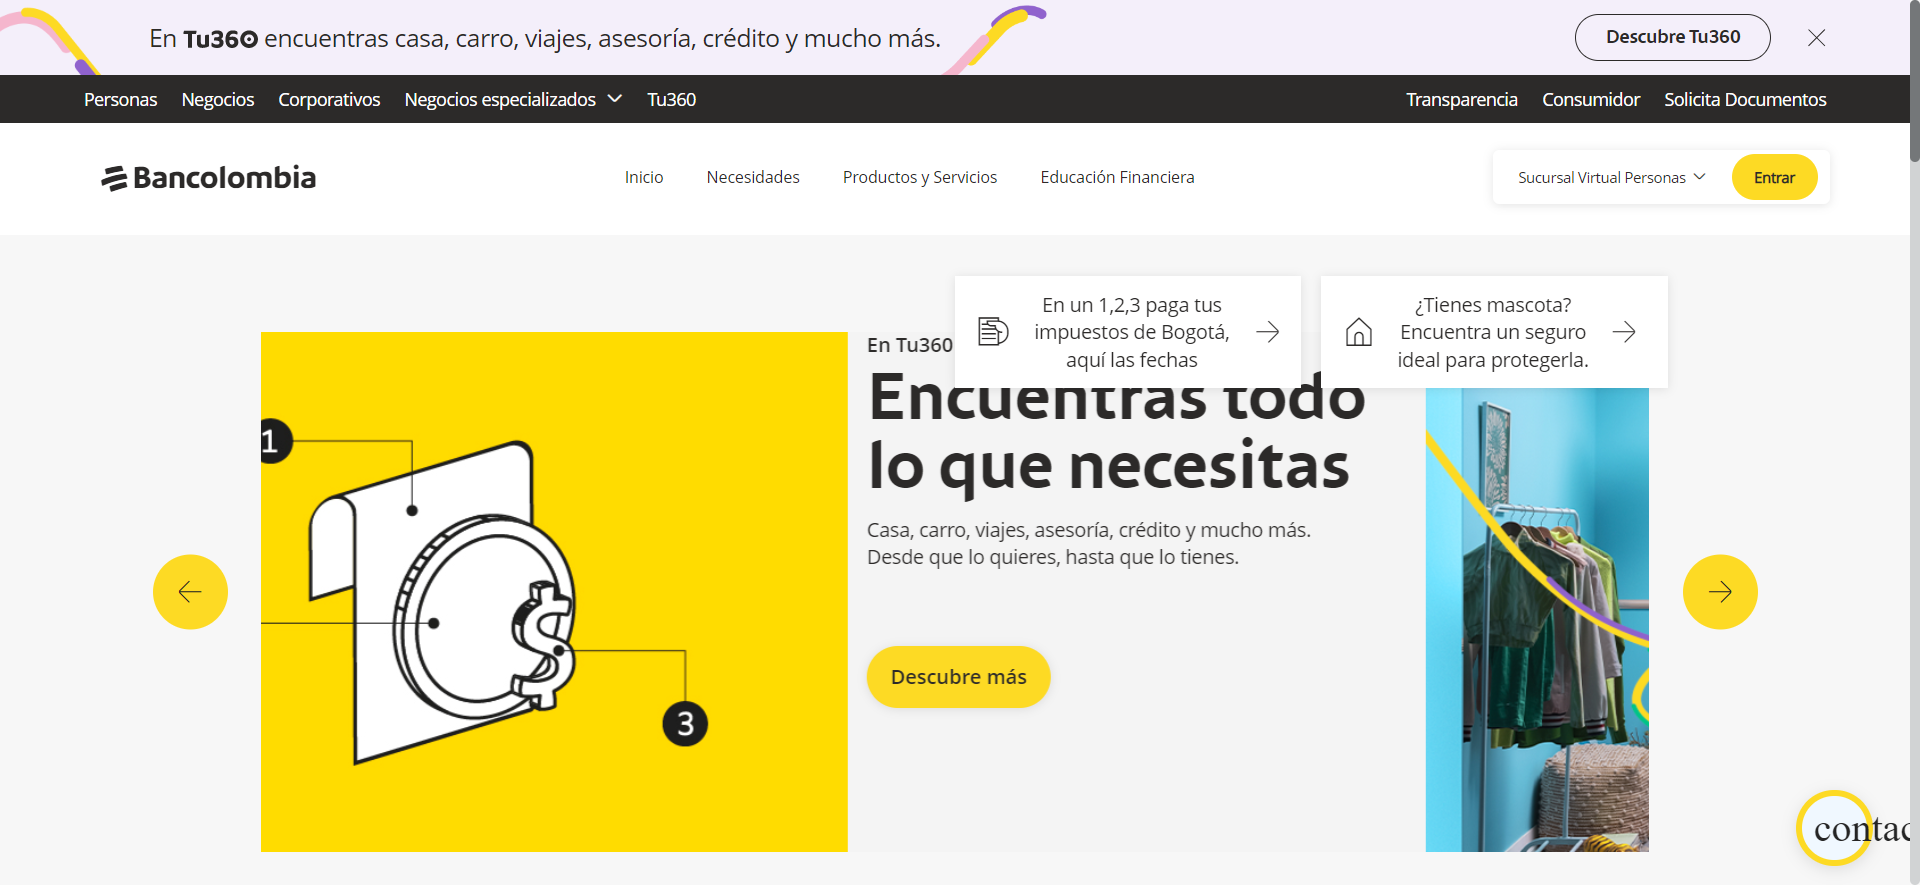 En Tu360 encuentras casa, carro, viajes, asesoría, crédito y mucho más.
Descubre Tu360
Personas Negocios Corporativos Negocios especializados Tu360
Transparencia Consumidor Solicita Documentos
Bancolombia
Inicio Necesidades Productos y Servicios Educación Financiera
Sucursal Virtual Personas
Entrar
En un 1,2,3 paga tus
impuestos de Bogotá,
aquí las fechas
¿Tienes mascota?
Encuentra un seguro
ideal para protegerla.
1
$
3
En Tu360
Encuentras todo
lo que necesitas
Casa, carro, viajes, asesoría, crédito y mucho más.
Desde que lo quieres, hasta que lo tienes.
Descubre más
contac